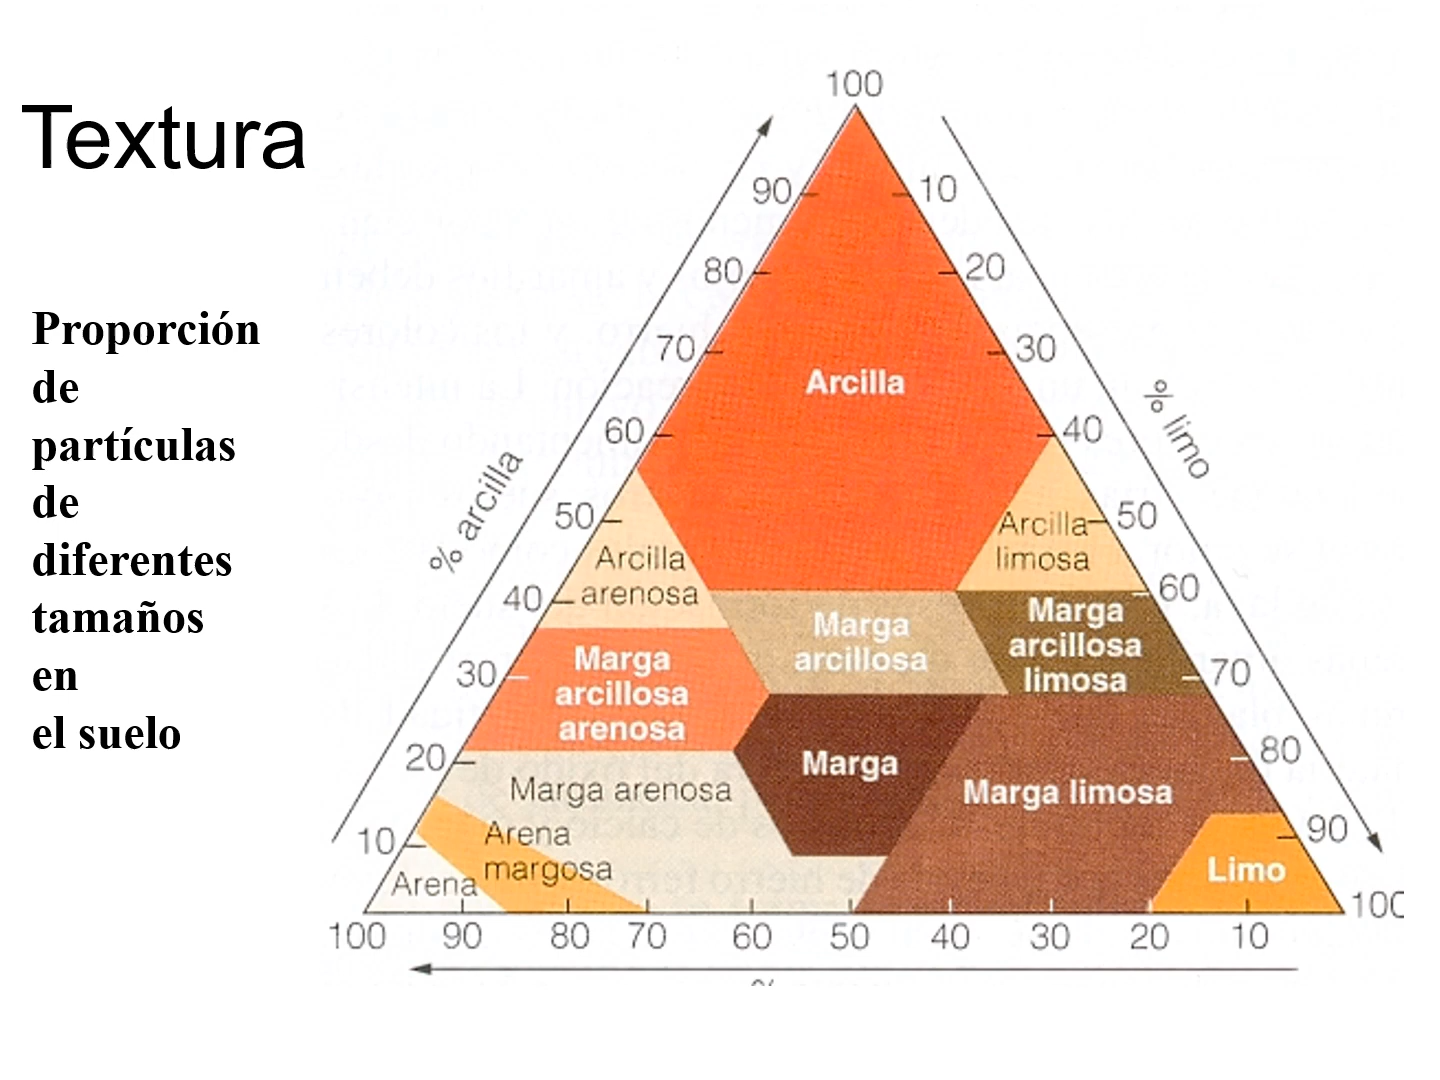 Textura
Proporción
de
partículas
de
diferentes
tamaños
en
el suelo
100
90
10
80
20
70
30
Arcilla
60
40
% limo
% arcilla
50
Arcilla
limosa
50
Arcilla
arenosa
40
60
Marga
arcillosa
Marga
arcillosa
limosa
Marga
arcillosa
arenosa
30
70
20
80
Marga
Marga arenosa
Marga limosa
10
Arena
margosa
90
Arena
Limo
100
90
80
70
60
50
40
30
20
10
%